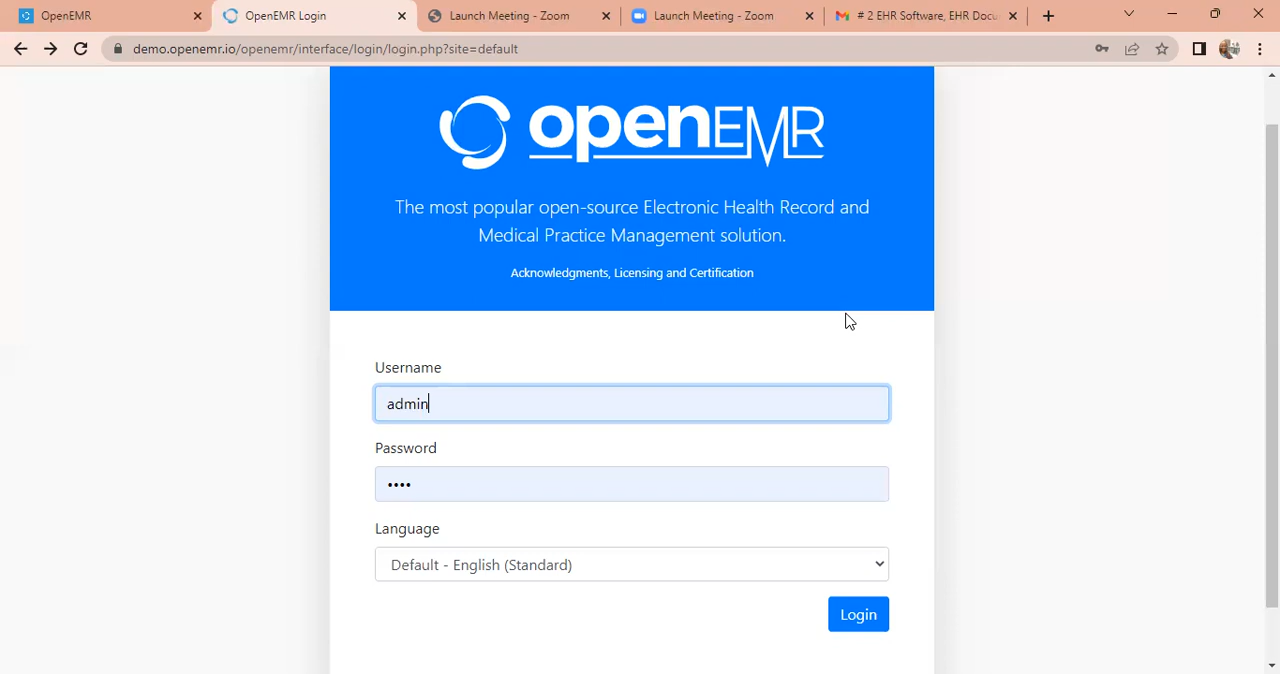 OpenEMR
OpenEMR Login
Launch Meeting - Zoom
Launch Meeting - Zoom
# 2 EHR Software, EHR Docu
demo.openemr.io/openemr/interface/login/login.php?site=default
openEMR
The most popular open-source Electronic Health Record and
Medical Practice Management solution.
Acknowledgments, Licensing and Certification
Username
admin
Password
••••
Language
Default - English (Standard)
Login